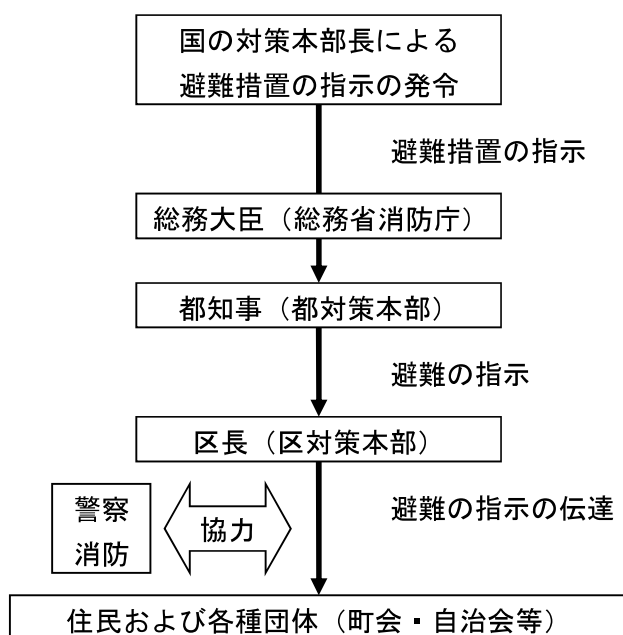 国の対策本部長による
避難措置の指示の発令
避難措置の指示
総務大臣（総務省消防庁）
都知事（都対策本部）
避難の指示
区長（区対策本部）
避難の指示の伝達
警察
消防
協力
住民および各種団体（町会・自治会等）